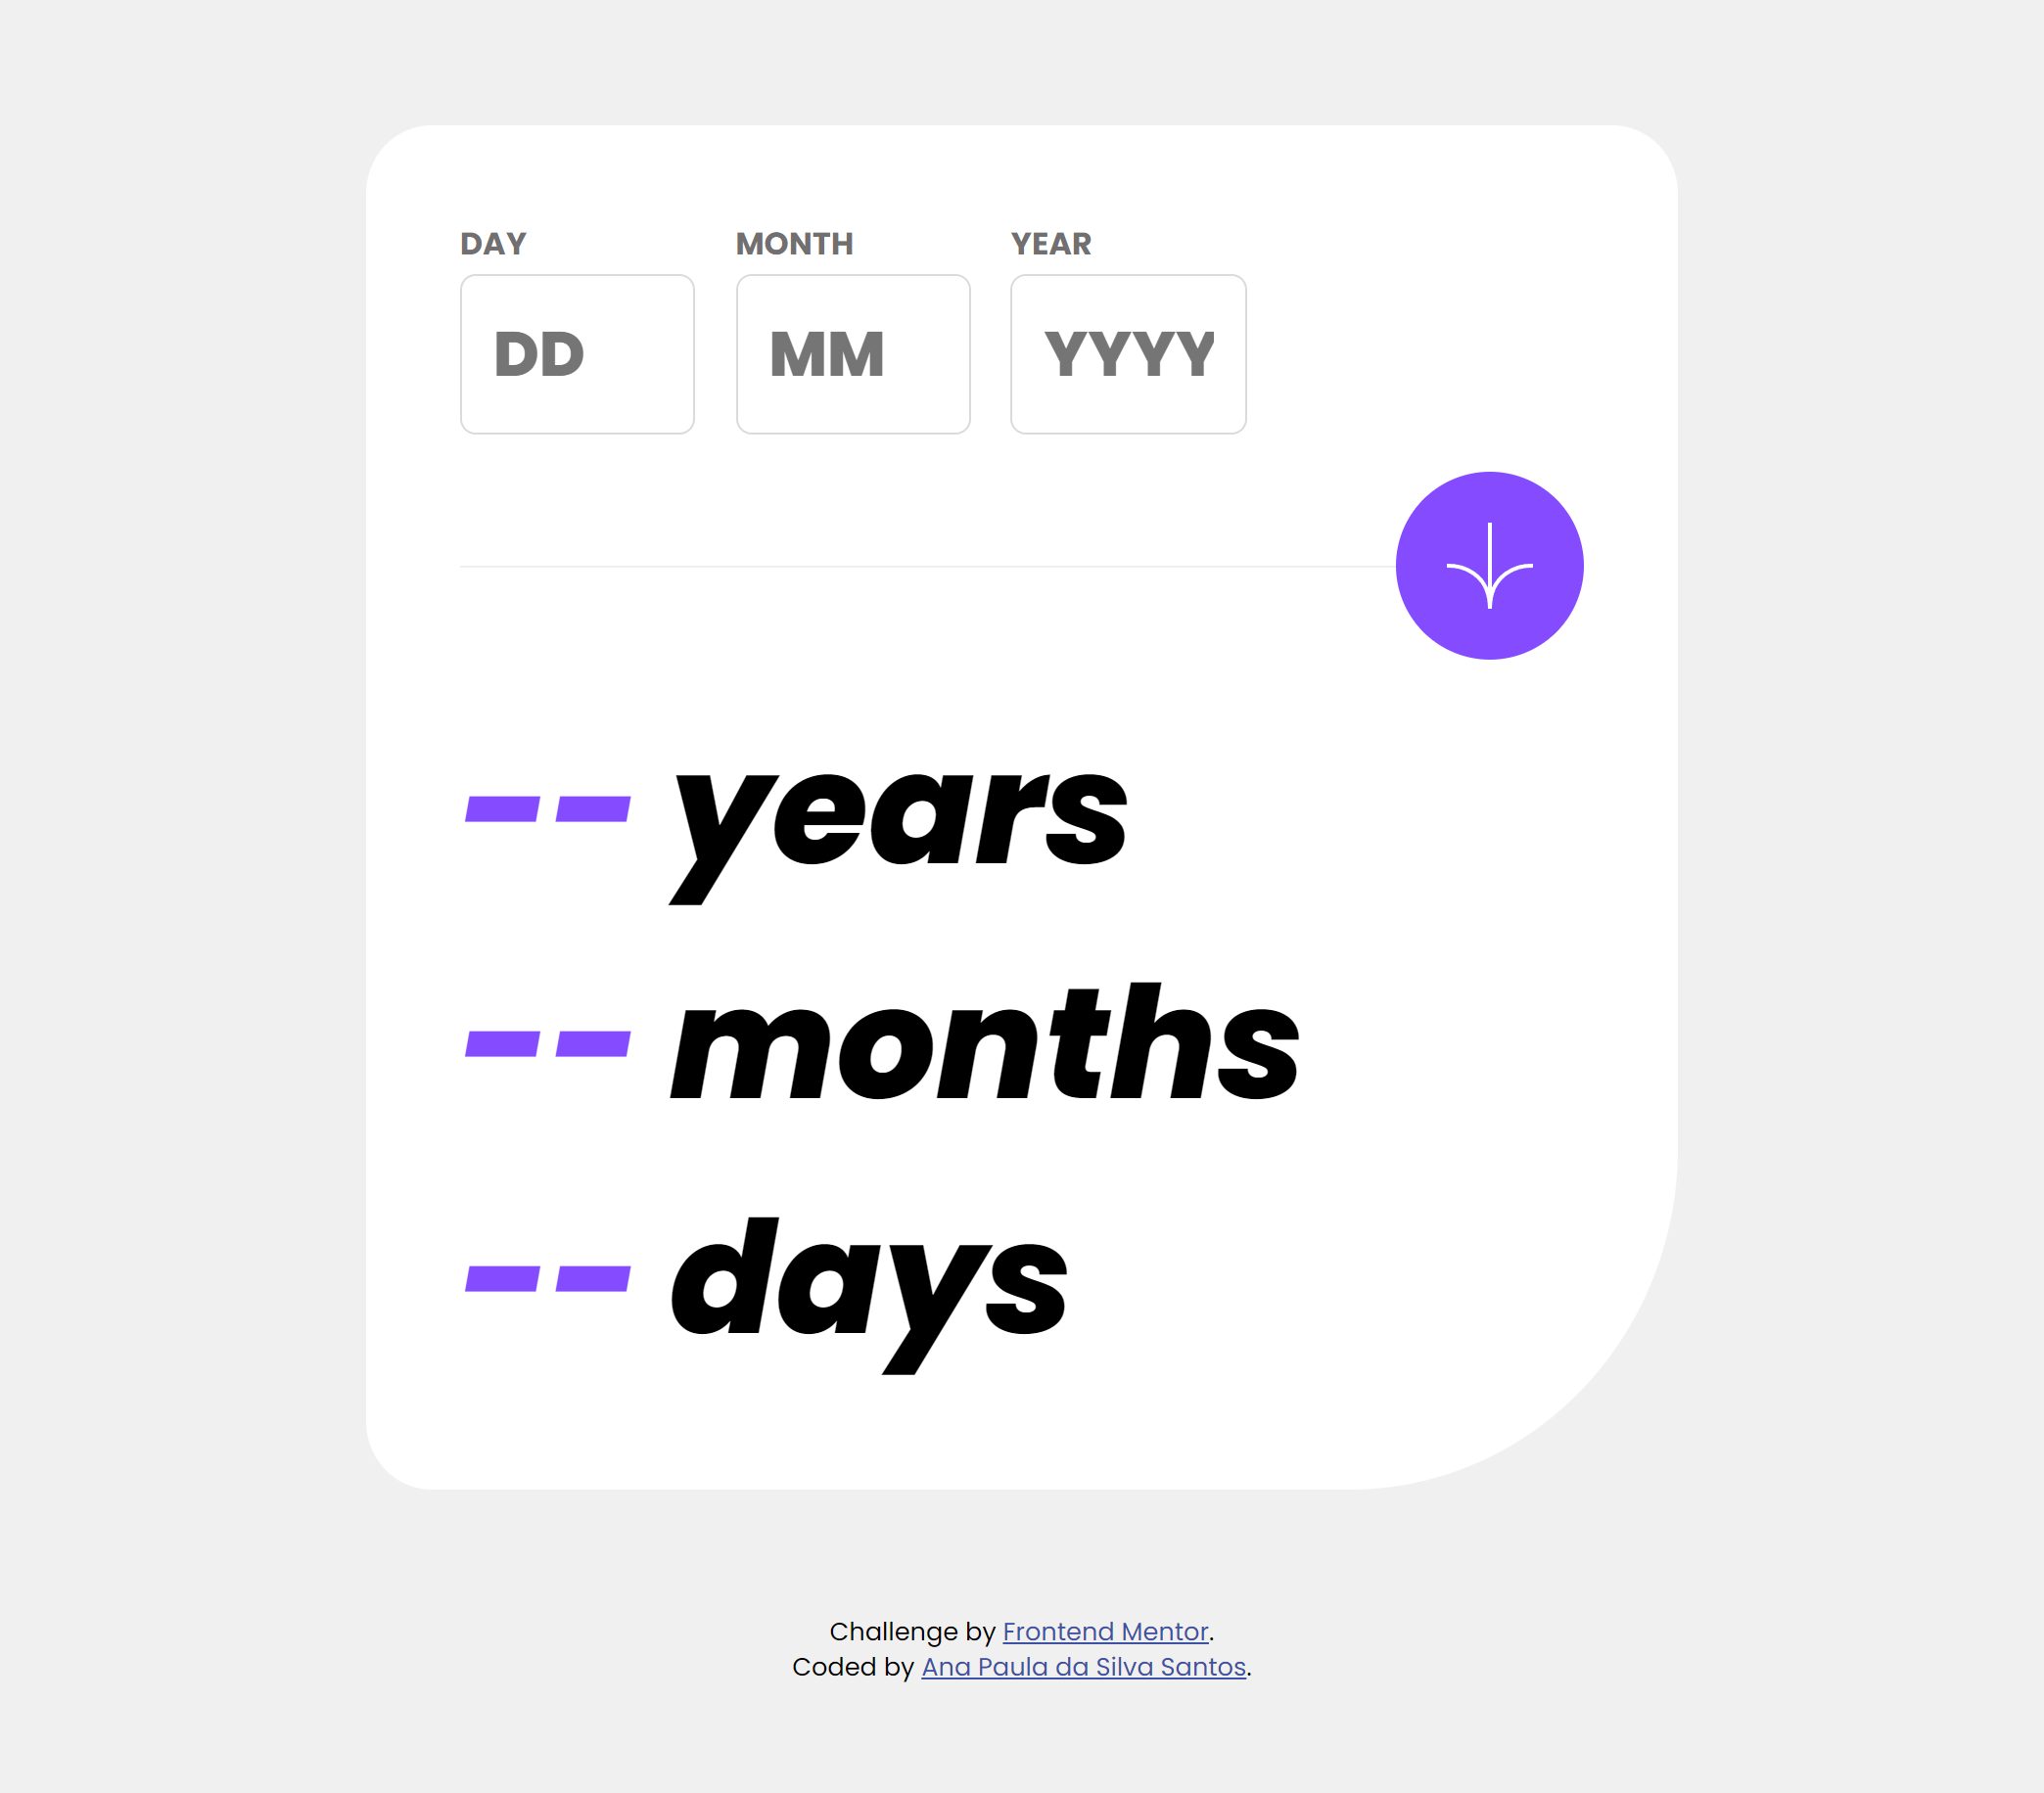 DAY MONTH YEAR
DD MM YYYY
-- years
-- months
-- days
Challenge by Frontend Mentor.
Coded by Ana Paula da Silva Santos.